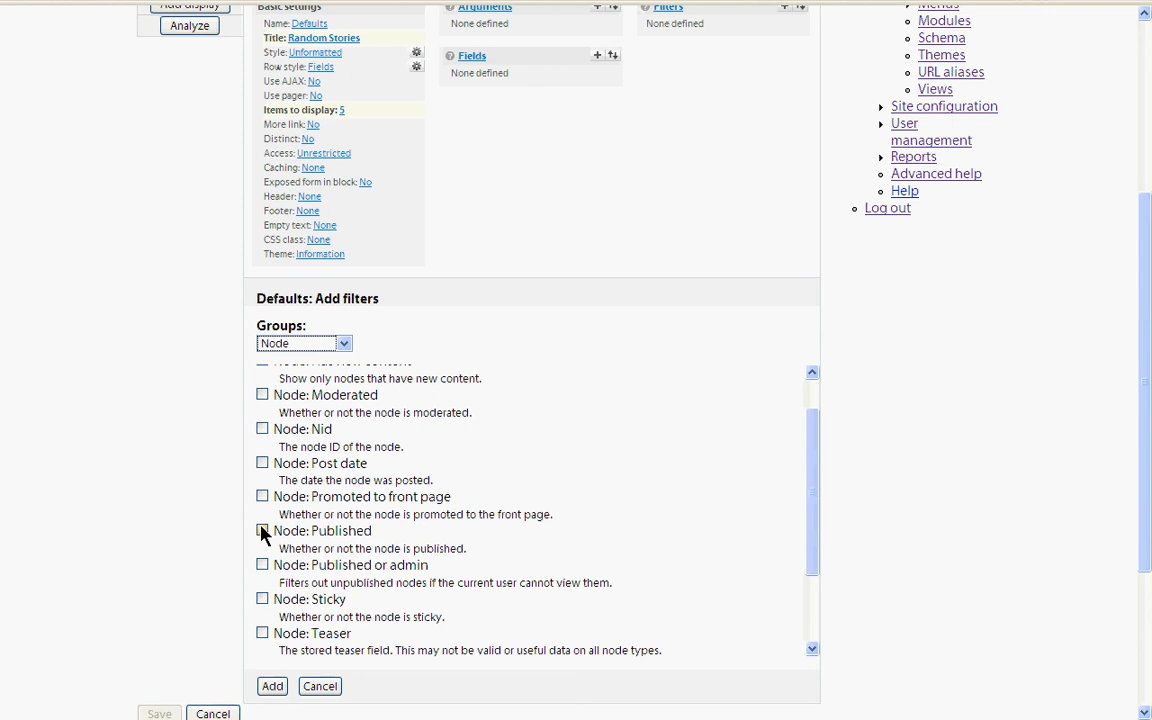 Add display
Analyze
Basic settings
Name: Defaults
Title: Random Stories
Style: Unformatted
Row style: Fields
Use AJAX: No
Use pager: No
Items to display: 5
More link: No
Distinct: No
Access: Unrestricted
Caching: None
Exposed form in block: No
Header: None
Footer: None
Empty text: None
CSS class: None
Theme: Information
Arguments
None defined
Fields
None defined
Filters
None defined
Defaults: Add filters
Groups:
Node
Show only nodes that have new content.
Node: Moderated
Whether or not the node is moderated.
Node: Nid
The node ID of the node.
Node: Post date
The date the node was posted.
Node: Promoted to front page
Whether or not the node is promoted to the front page.
Node: Published
Whether or not the node is published.
Node: Published or admin
Filters out unpublished nodes if the current user cannot view them.
Node: Sticky
Whether or not the node is sticky.
Node: Teaser
The stored teaser field. This may not be valid or useful data on all node types.
Add Cancel
Save Cancel
Menus
Modules
Schema
Themes
URL aliases
Views
Site configuration
User
management
Reports
Advanced help
Help
Log out